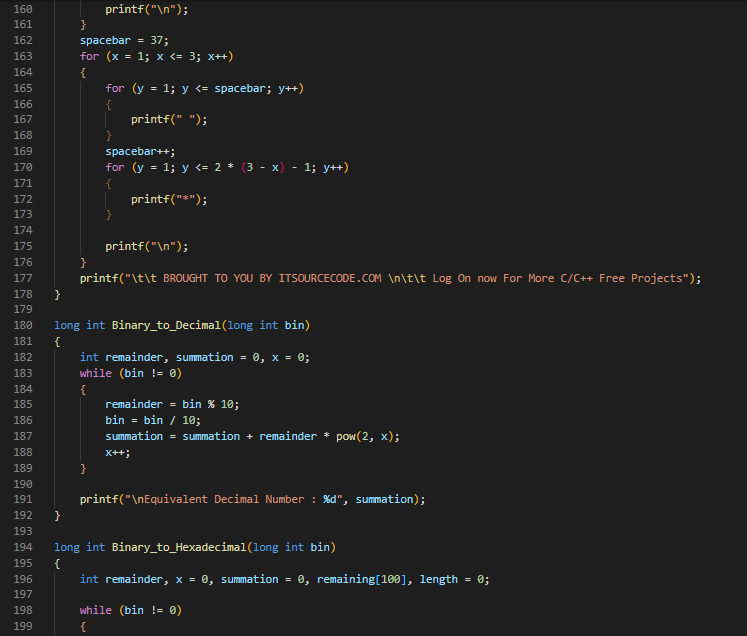 160         printf("\n");
161     }
162     spacebar = 37;
163     for (x = 1; x <= 3; x++)
164     {
165         for (y = 1; y <= spacebar; y++)
166         {
167             printf(" ");
168         }
169         spacebar++;
170         for (y = 1; y <= 2 * (3 - x) - 1; y++)
171         {
172             printf("*");
173         }
174
175         printf("\n");
176     }
177     printf("\t\t BROUGHT TO YOU BY ITSOURCECODE.COM \n\t\t Log On now For More C/C++ Free Projects");
178 }
179
180 long int Binary_to_Decimal(long int bin)
181 {
182     int remainder, summation = 0, x = 0;
183     while (bin != 0)
184     {
185         remainder = bin % 10;
186         bin = bin / 10;
187         summation = summation + remainder * pow(2, x);
188         x++;
189     }
190
191     printf("\nEquivalent Decimal Number : %d", summation);
192 }
193
194 long int Binary_to_Hexadecimal(long int bin)
195 {
196     int remainder, x = 0, summation = 0, remaining[100], length = 0;
197
198     while (bin != 0)
199     {